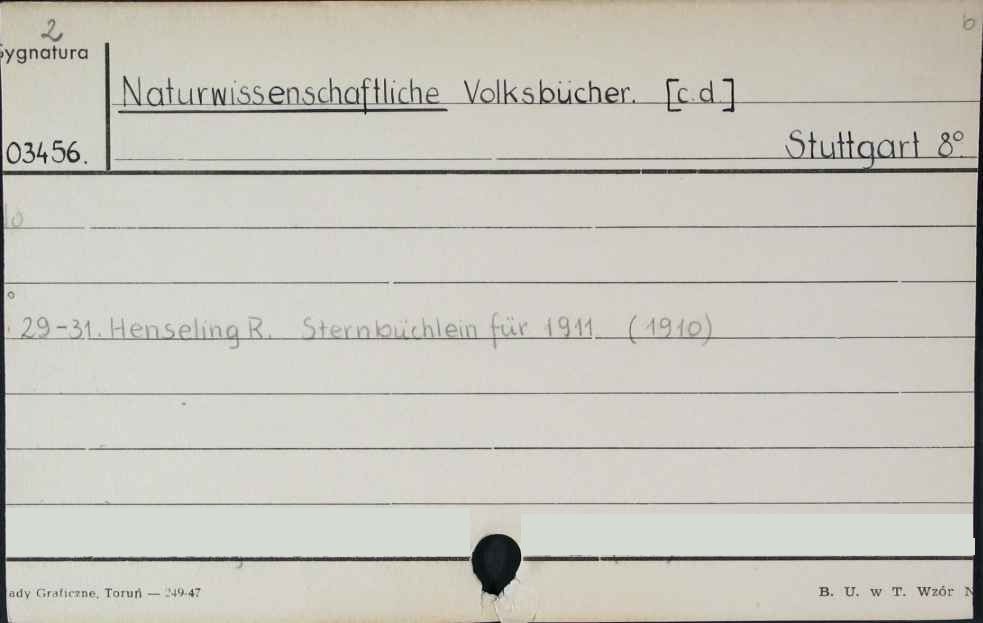 2
b
Sygnatura
Naturwissenschaftliche Volksbücher. [c.d.]
03456.
Stuttgart 8°
do
29-31. Henseling R. Sternbüchlein für 1911. (1910)
ady Graficzne, Toruń — 249-47
B. U. w T. Wzór N